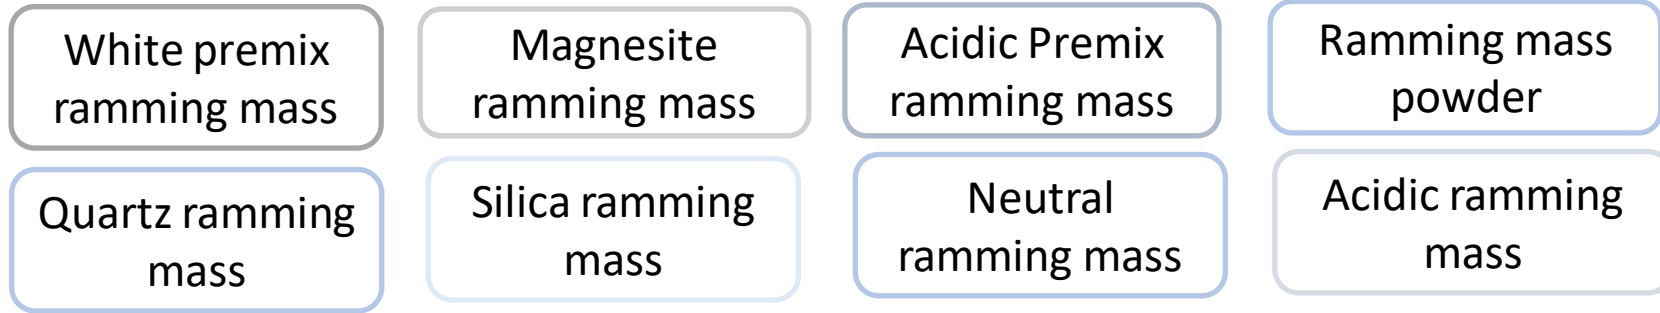 White premix
ramming mass
Magnesite
ramming mass
Acidic Premix
ramming mass
Ramming mass
powder
Quartz ramming
mass
Silica ramming
mass
Neutral
ramming mass
Acidic ramming
mass